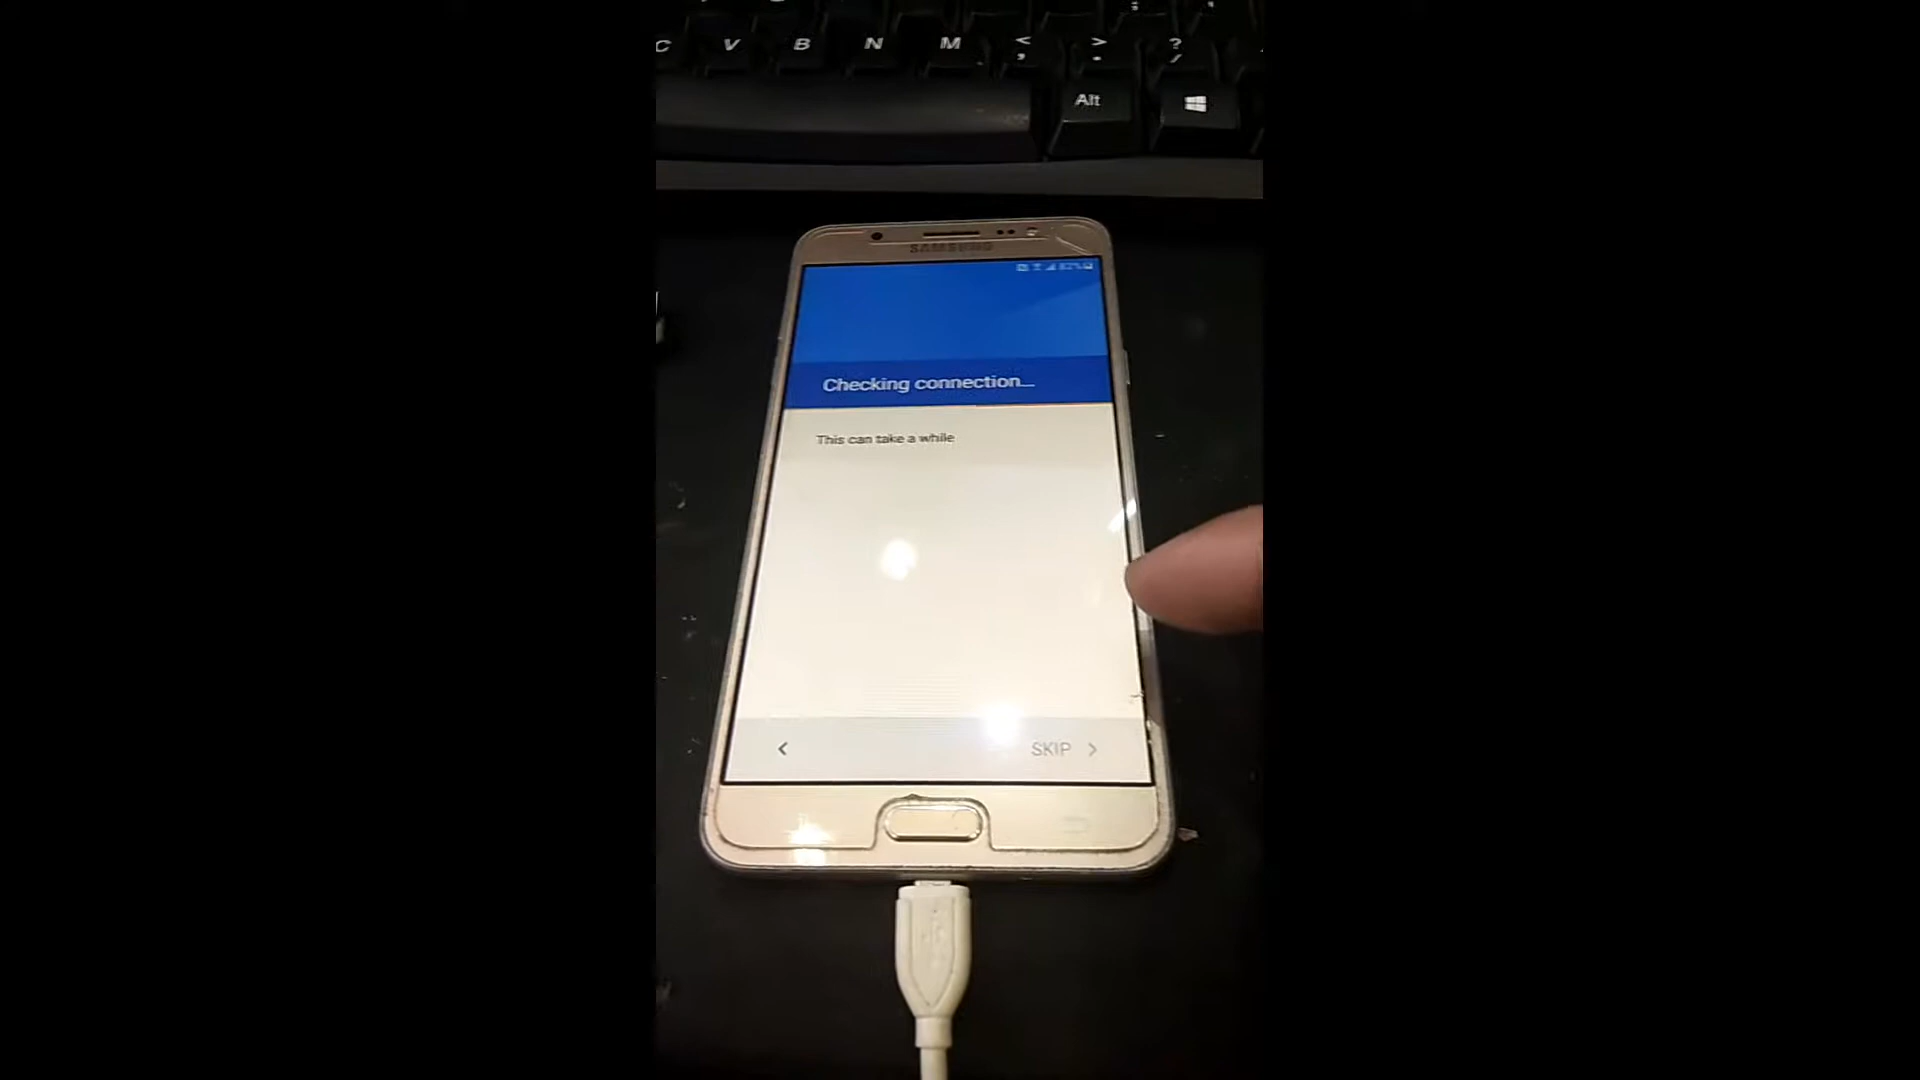 C V B N M < > ?
, . /
Alt
SAMSUNG
Checking connection...
This can take a while
SKIP